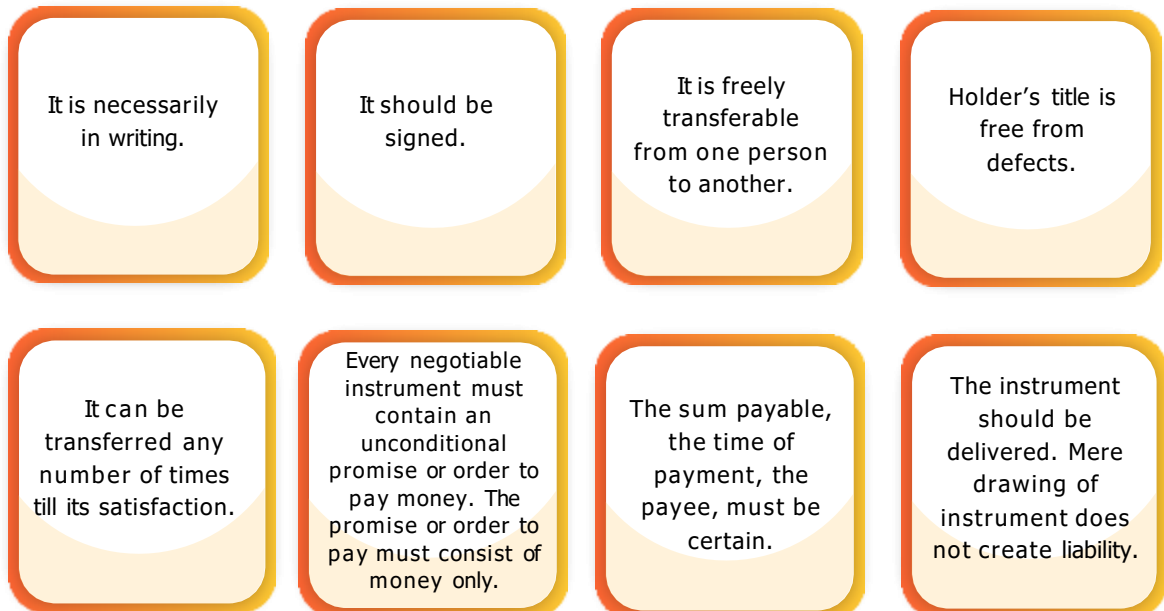 It is necessarily
in writing.
It should be
signed.
It is freely
transferable
from one person
to another.
Holder’s title is
free from
defects.
It can be
transferred any
number of times
till its satisfaction.
Every negotiable
instrument must
contain an
unconditional
promise or order to
pay money. The
promise or order to
pay must consist of
money only.
The sum payable,
the time of
payment, the
payee, must be
certain.
The instrument
should be
delivered. Mere
drawing of
instrument does
not create liability.